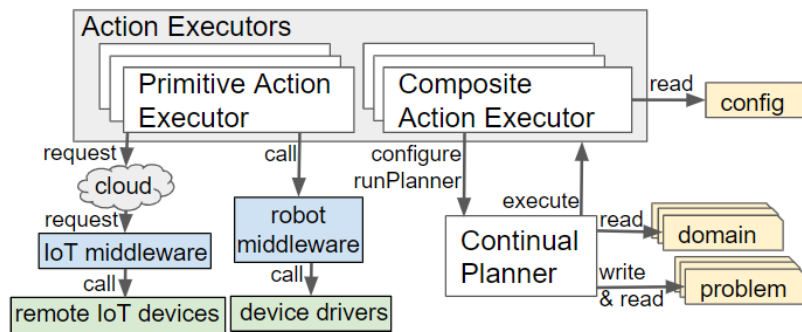 Action Executors
Primitive Action
Executor
Composite
Action Executor
read
config
request
call
configure
runPlanner
cloud
execute
request
robot
middleware
read
domain
IoT middleware
Continual
Planner
call
call
write
& read
problem
remote IoT devices
device drivers